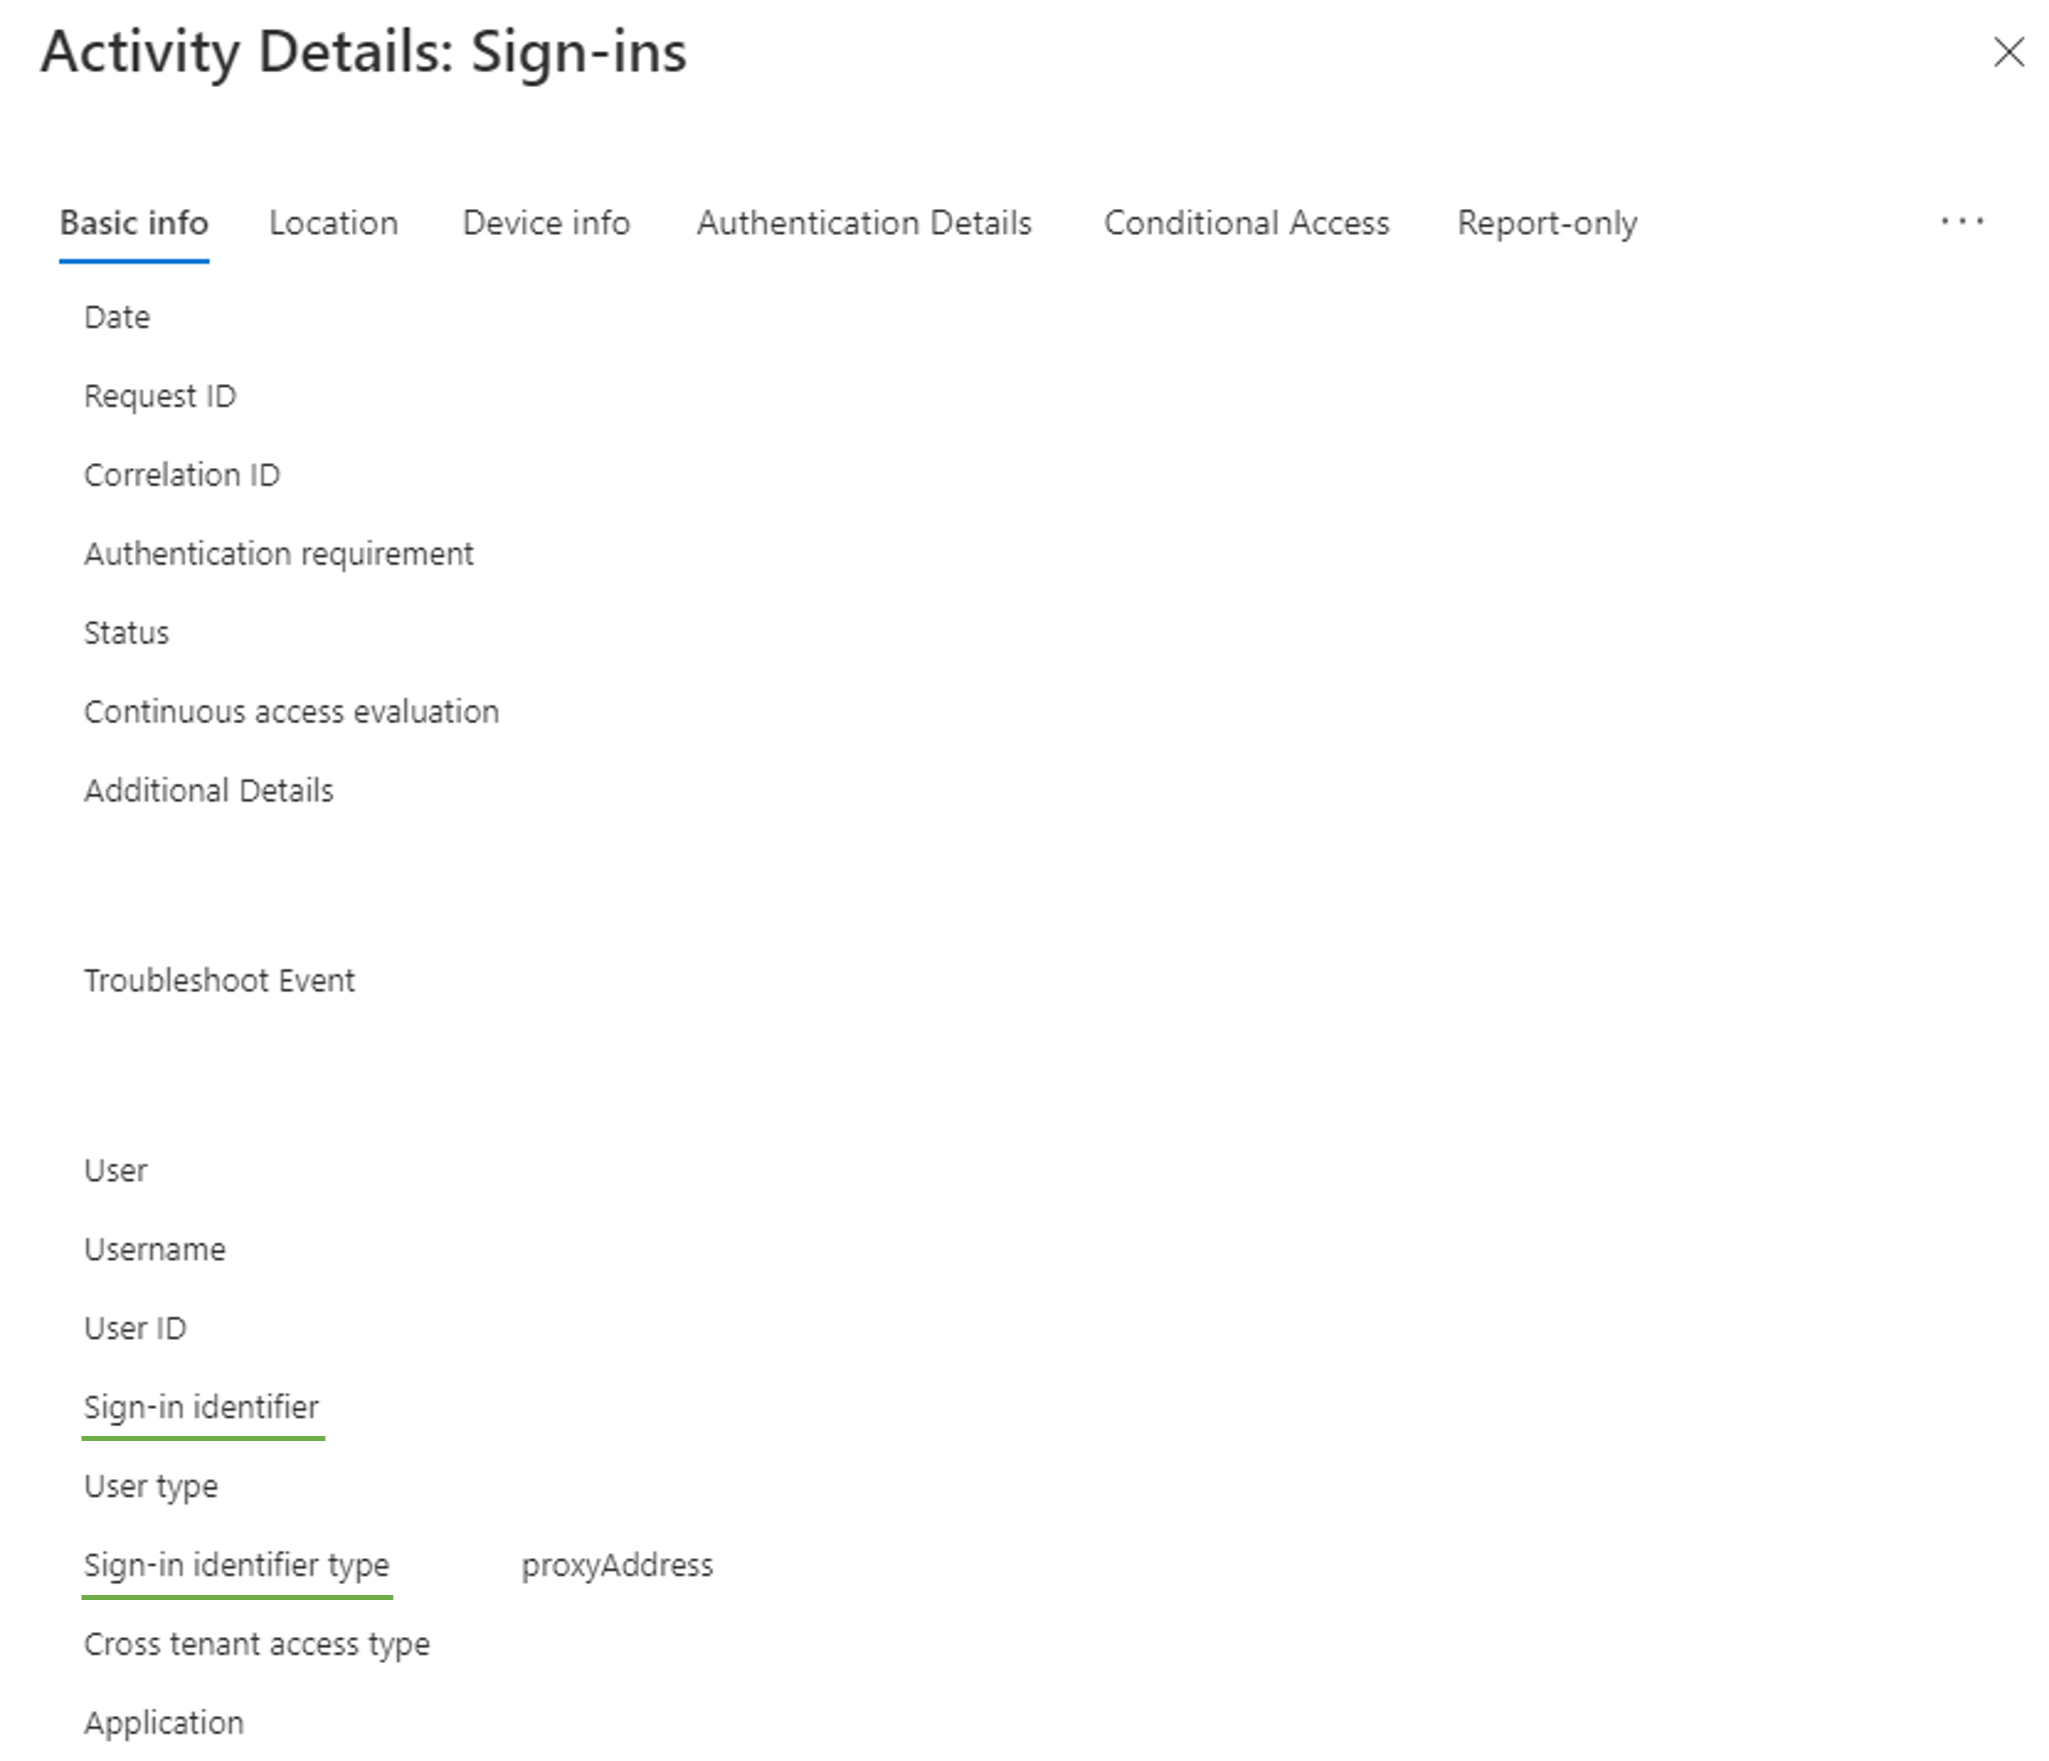 Activity Details: Sign-ins
Basic info Location Device info Authentication Details Conditional Access Report-only ...
Date
Request ID
Correlation ID
Authentication requirement
Status
Continuous access evaluation
Additional Details
Troubleshoot Event
User
Username
User ID
Sign-in identifier
User type
Sign-in identifier type proxyAddress
Cross tenant access type
Application